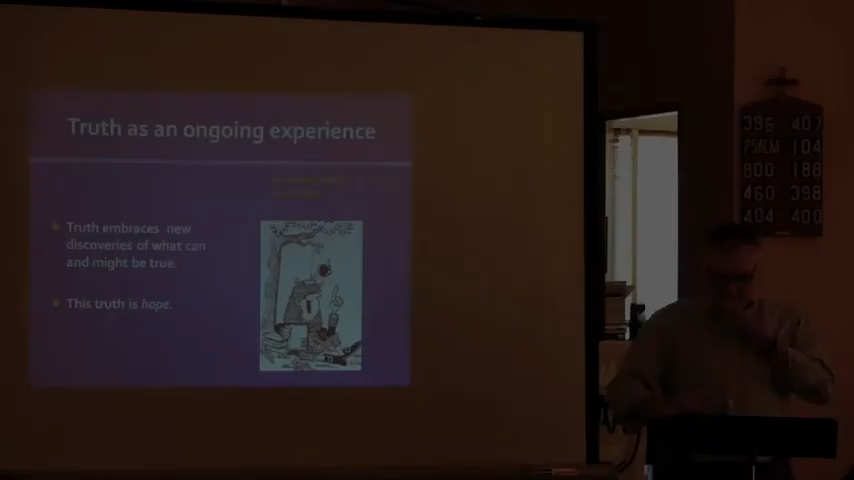 Truth as an ongoing experience
Truth embraces new
discoveries of what can
and might be true.
This truth is hope.
396 407
PSALM 104
800 188
460 398
404 400